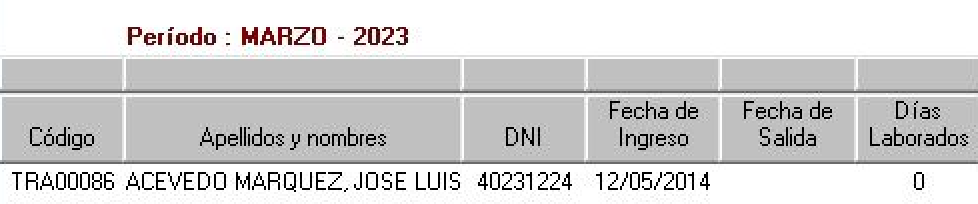 Período : MARZO - 2023
Código Apellidos y nombres DNI Fecha de Ingreso Fecha de Salida Días Laborados
TRA00086 ACEVEDO MARQUEZ, JOSE LUIS 40231224 12/05/2014 0